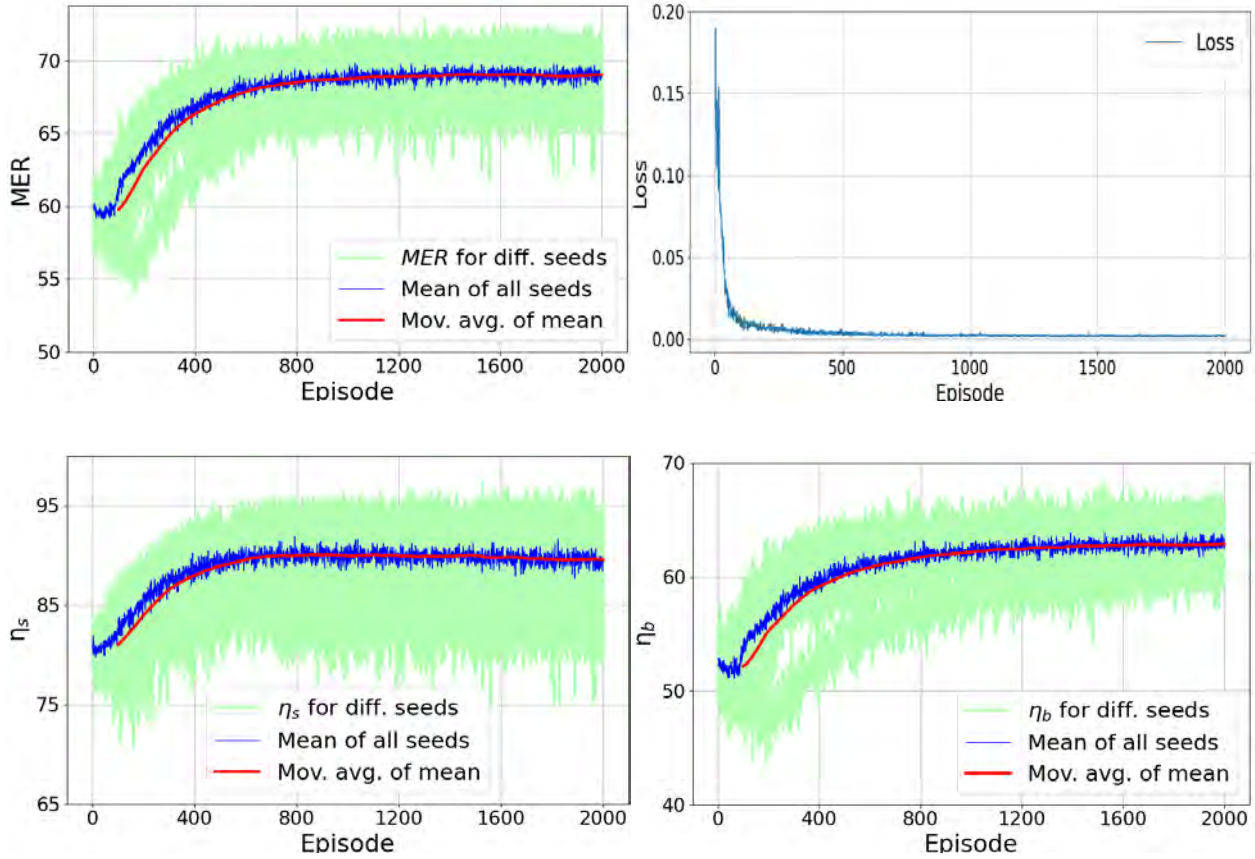 MER
70
65
60
55
50
MER for diff. seeds
Mean of all seeds
Mov. avg. of mean
0 400 800 1200 1600 2000
Episode
Loss
0.20
0.15
0.10
0.05
0.00
Loss
0 500 1000 1500 2000
Episode
ηs
95
85
75
65
ηs for diff. seeds
Mean of all seeds
Mov. avg. of mean
0 400 800 1200 1600 2000
Episode
ηb
70
60
50
40
ηb for diff. seeds
Mean of all seeds
Mov. avg. of mean
0 400 800 1200 1600 2000
Episode